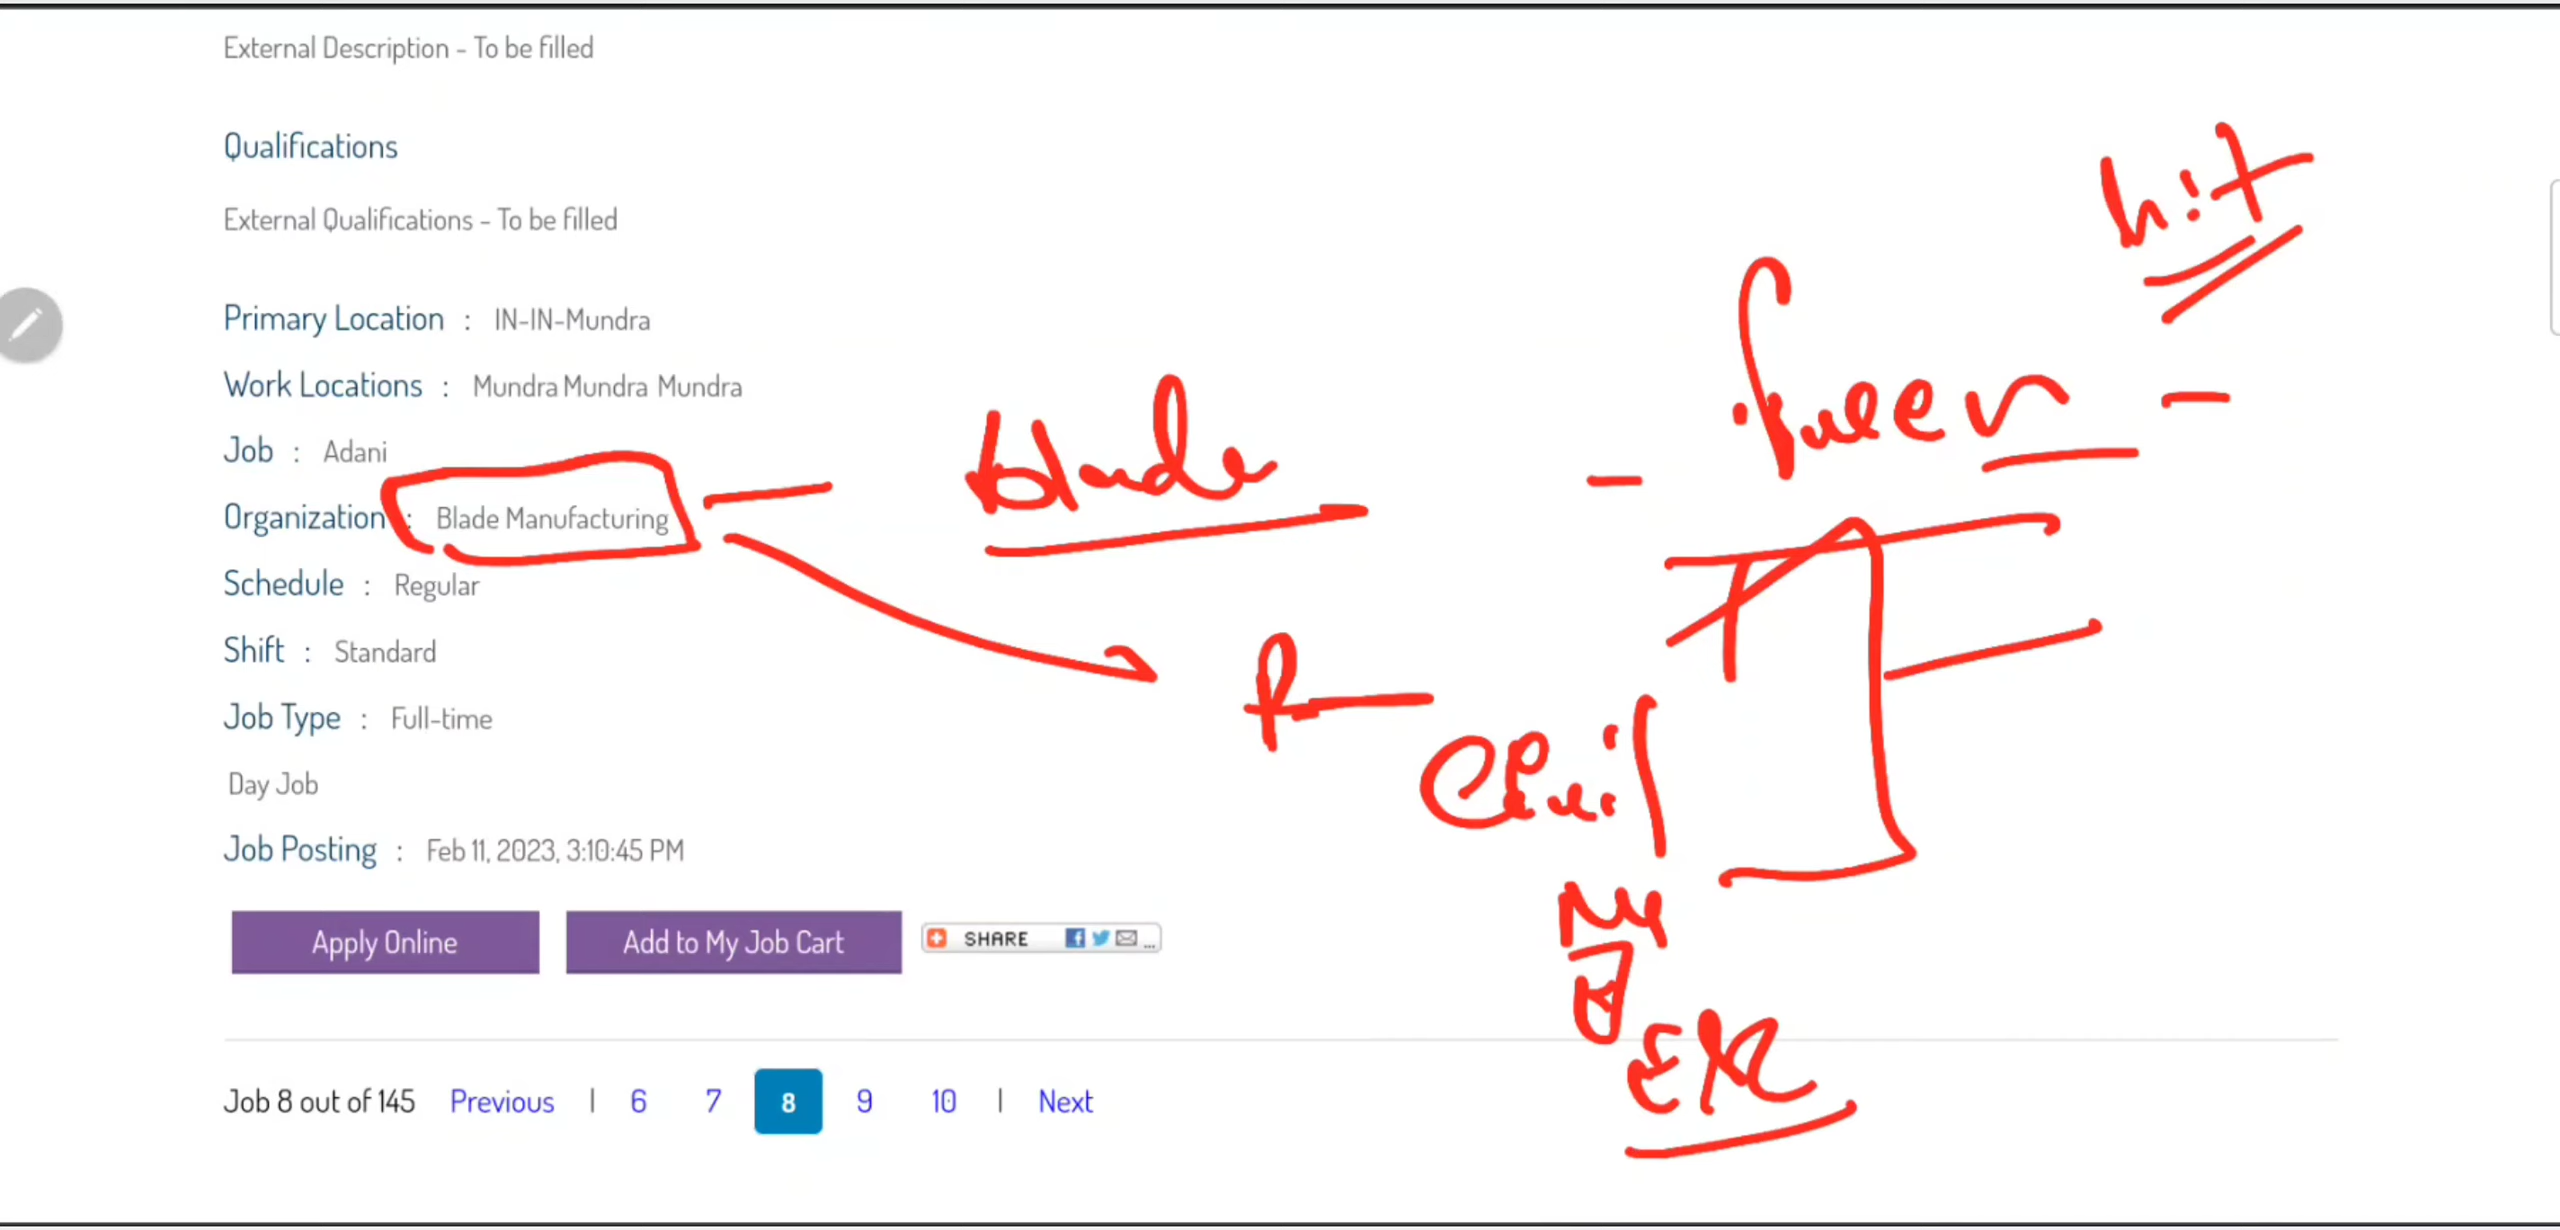 External Description - To be filled
Qualifications
External Qualifications - To be filled
Primary Location : IN-IN-Mundra
Work Locations : Mundra Mundra Mundra
Job : Adani
Organization : Blade Manufacturing
Schedule : Regular
Shift : Standard
Job Type : Full-time
Day Job
Job Posting : Feb 11, 2023, 3:10:45 PM
Apply Online
Add to My Job Cart
SHARE ...
Job 8 out of 145 Previous | 6 7 8 9 10 | Next
hit
blade